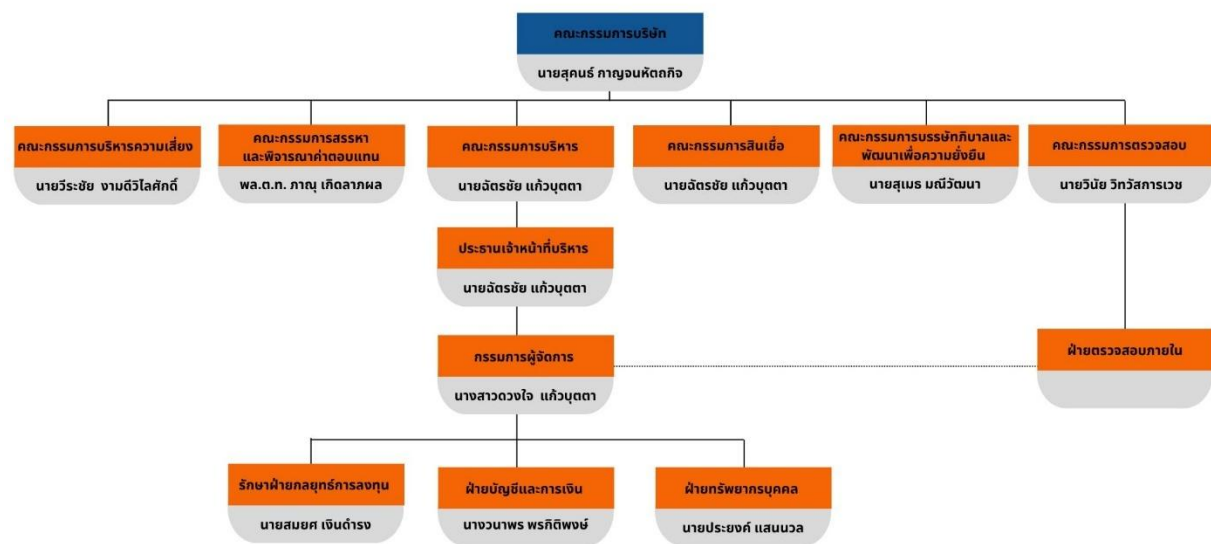 คณะกรรมการบริษัท
นายสุคนธ์ กาญจนหัตถกิจ
คณะกรรมการบริหารความเสี่ยง
นายวีระชัย งามดีวิไลศักดิ์
คณะกรรมการสรรหา
และพิจารณาค่าตอบแทน
พล.ต.ท. ภาณุ เกิดลาภผล
คณะกรรมการบริหาร
นายฉัตรชัย แก้วบุตตา
คณะกรรมการสินเชื่อ
นายฉัตรชัย แก้วบุตตา
คณะกรรมการบรรษัทภิบาลและ
พัฒนาเพื่อความยั่งยืน
นายสุเมธ มณีวัฒนา
คณะกรรมการตรวจสอบ
นายวินัย วิทวัสการเวช
ประธานเจ้าหน้าที่บริหาร
นายฉัตรชัย แก้วบุตตา
กรรมการผู้จัดการ
นางสาวดวงใจ แก้วบุตตา
ฝ่ายตรวจสอบภายใน
รักษาฝ่ายกลยุทธ์การลงทุน
นายสมยศ เงินดำรง
ฝ่ายบัญชีและการเงิน
นางวนาพร พรกิติพงษ์
ฝ่ายทรัพยากรบุคคล
นายประยงค์ แสนนวล